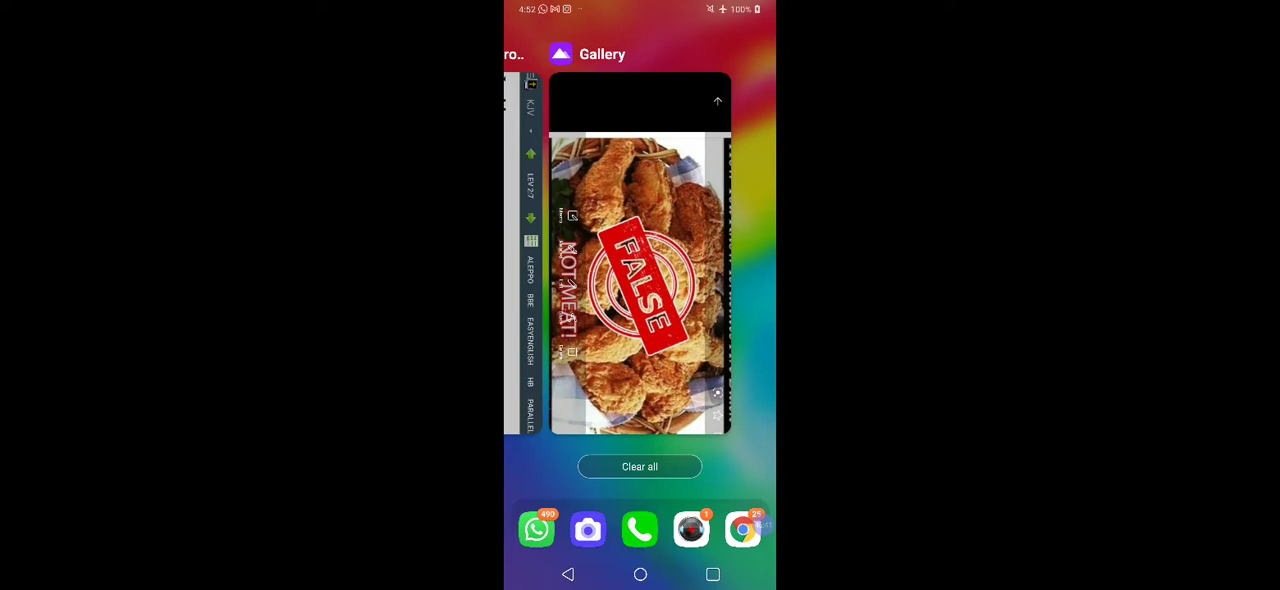 4:52
100%
ro..
Gallery
KJV
LEV 2:7
ALEPPO
BBE
EASYENGLISH
HB
PARALLEL
NOT MEAT!
FALSE
Clear all
490
1
25